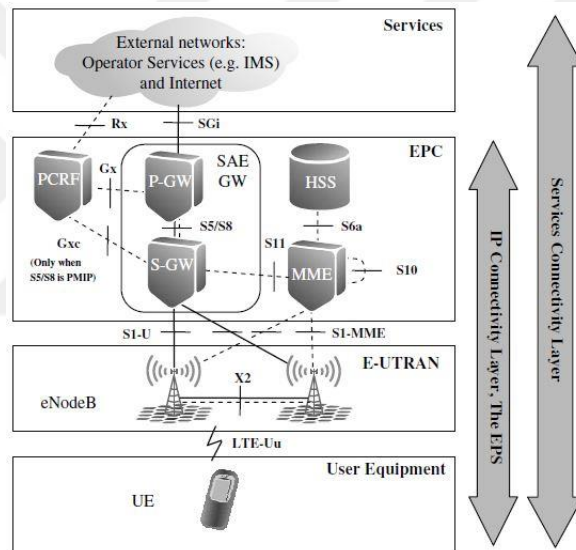 Services
External networks:
Operator Services (e.g. IMS)
and Internet
Rx
SGi
EPC
SAE
GW
PCRF
Gx
P-GW
HSS
S5/S8
S6a
Gxc
(Only when
S5/S8 is PMIP)
S-GW
S11
MME
S10
S1-U
S1-MME
E-UTRAN
X2
eNodeB
LTE-Uu
User Equipment
UE
IP Connectivity Layer, The EPS
Services Connectivity Layer